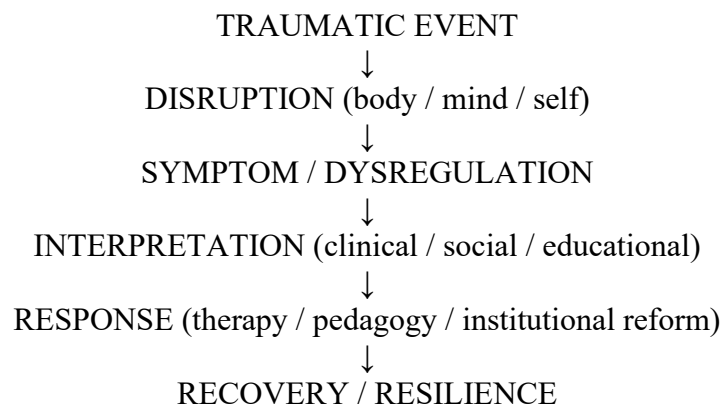 TRAUMATIC EVENT
↓
DISRUPTION (body / mind / self)
↓
SYMPTOM / DYSREGULATION
↓
INTERPRETATION (clinical / social / educational)
↓
RESPONSE (therapy / pedagogy / institutional reform)
↓
RECOVERY / RESILIENCE